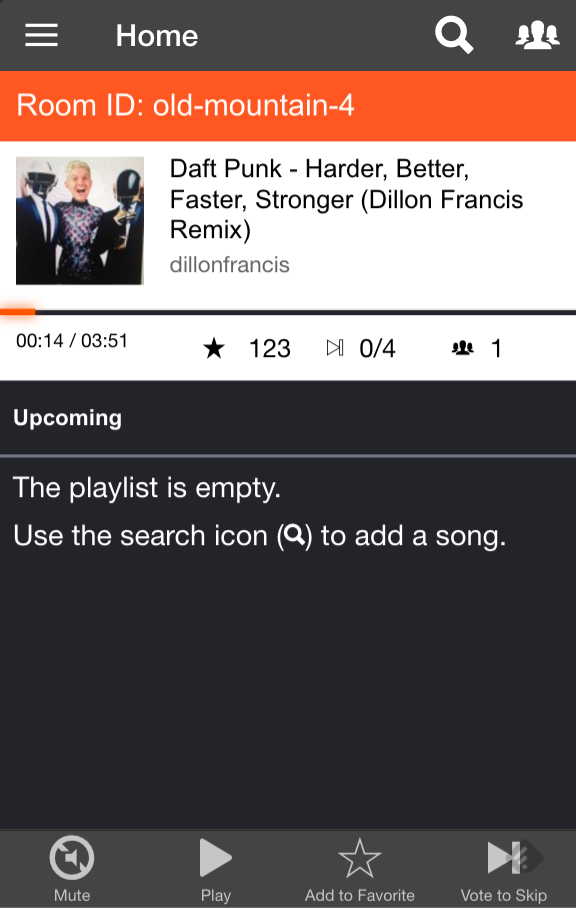 Home
Room ID: old-mountain-4
Daft Punk - Harder, Better,
Faster, Stronger (Dillon Francis
Remix)
dillonfrancis
00:14 / 03:51 123 0/4 1
Upcoming
The playlist is empty.
Use the search icon () to add a song.
Mute Play Add to Favorite Vote to Skip